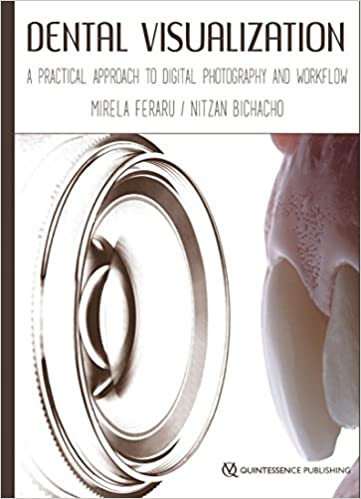 DENTAL VISUALIZATION
A PRACTICAL APPROACH TO DIGITAL PHOTOGRAPHY AND WORKFLOW
MIRELA FERARU / NITZAN BICHACHO
QUINTESSENCE PUBLISHING